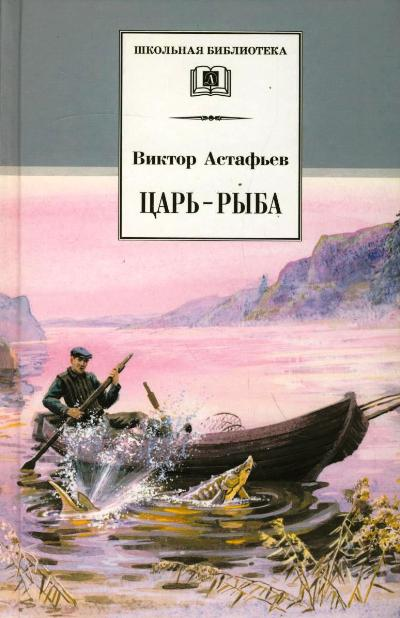 ШКОЛЬНАЯ БИБЛИОТЕКА
Виктор Астафьев
ЦАРЬ-РЫБА